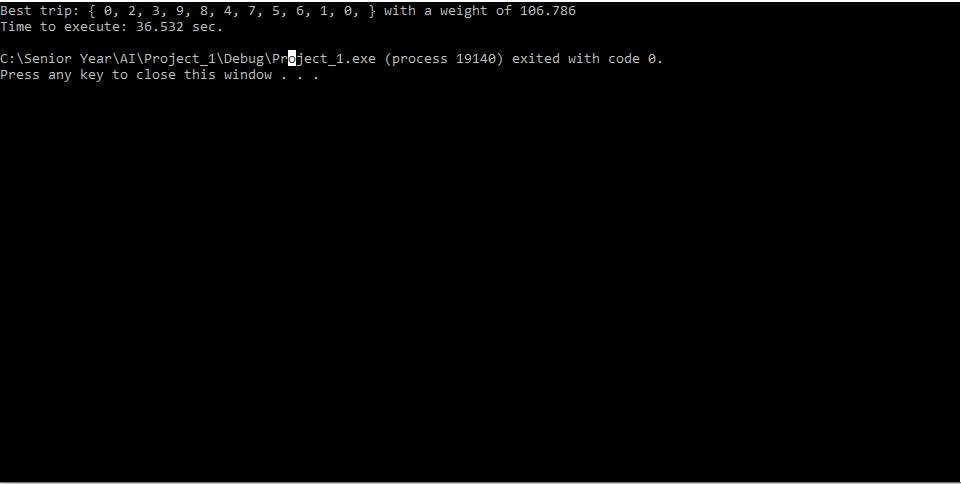 Best trip: { 0, 2, 3, 9, 8, 4, 7, 5, 6, 1, 0, } with a weight of 106.786
Time to execute: 36.532 sec.
C:\Senior Year\AI\Project_1\Debug\Project_1.exe (process 19140) exited with code 0.
Press any key to close this window . . .